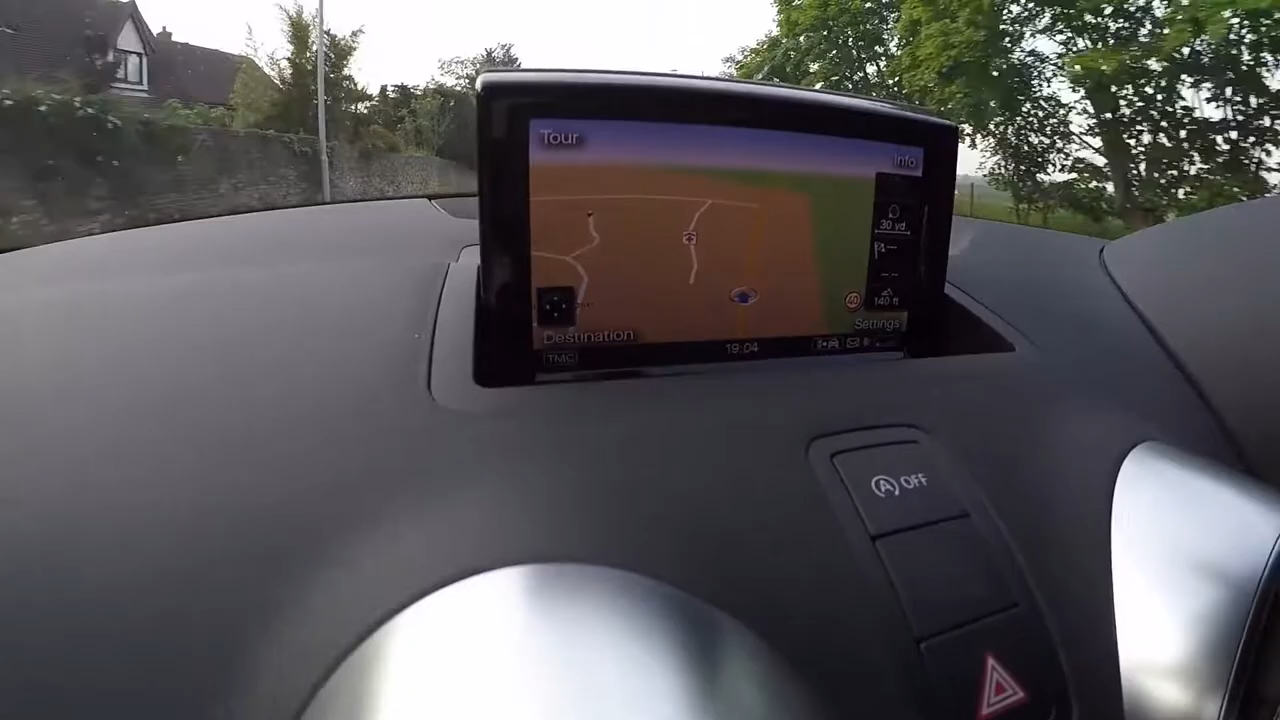 Tour
Info
30 yd
40
140 ft
Settings
Destination
19:04
TMC
A OFF